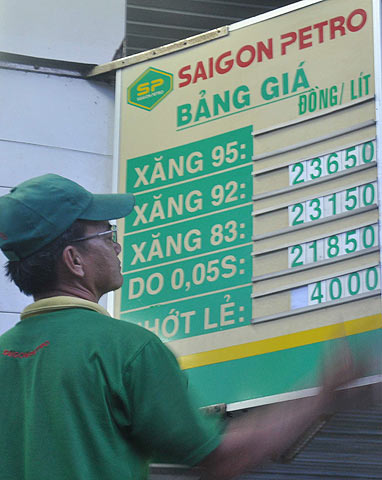 SP
SAIGONPETRO
SAIGON PETRO
BẢNG GIÁ
ĐỒNG/ LÍT
XĂNG 95:
23650
XĂNG 92:
23150
XĂNG 83:
21850
DO 0,05S:
4000
NHỚT LẺ: